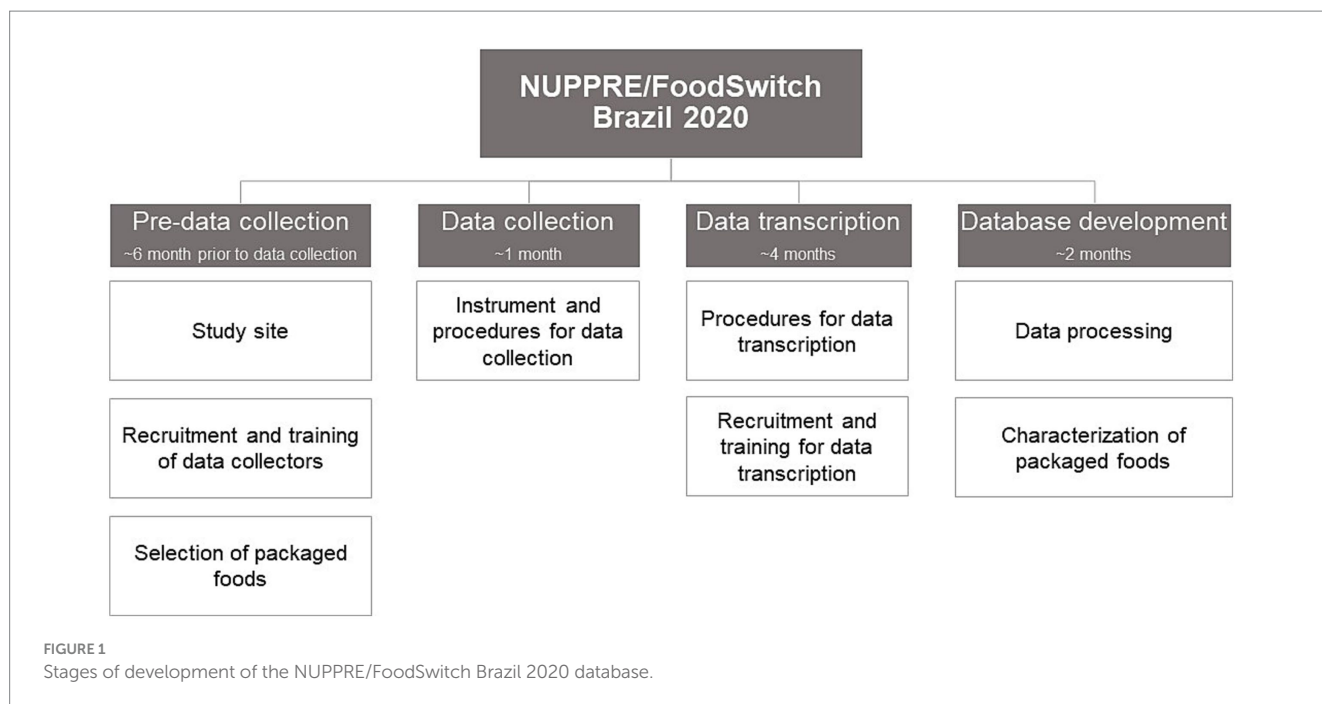 NUPPRE/FoodSwitch
Brazil 2020
Pre-data collection
~6 month prior to data collection
Study site
Recruitment and training
of data collectors
Selection of packaged
foods
Data collection
~1 month
Instrument and
procedures for data
collection
Data transcription
~4 months
Procedures for data
transcription
Recruitment and
training for data
transcription
Database development
~2 months
Data processing
Characterization of
packaged foods
FIGURE 1
Stages of development of the NUPPRE/FoodSwitch Brazil 2020 database.